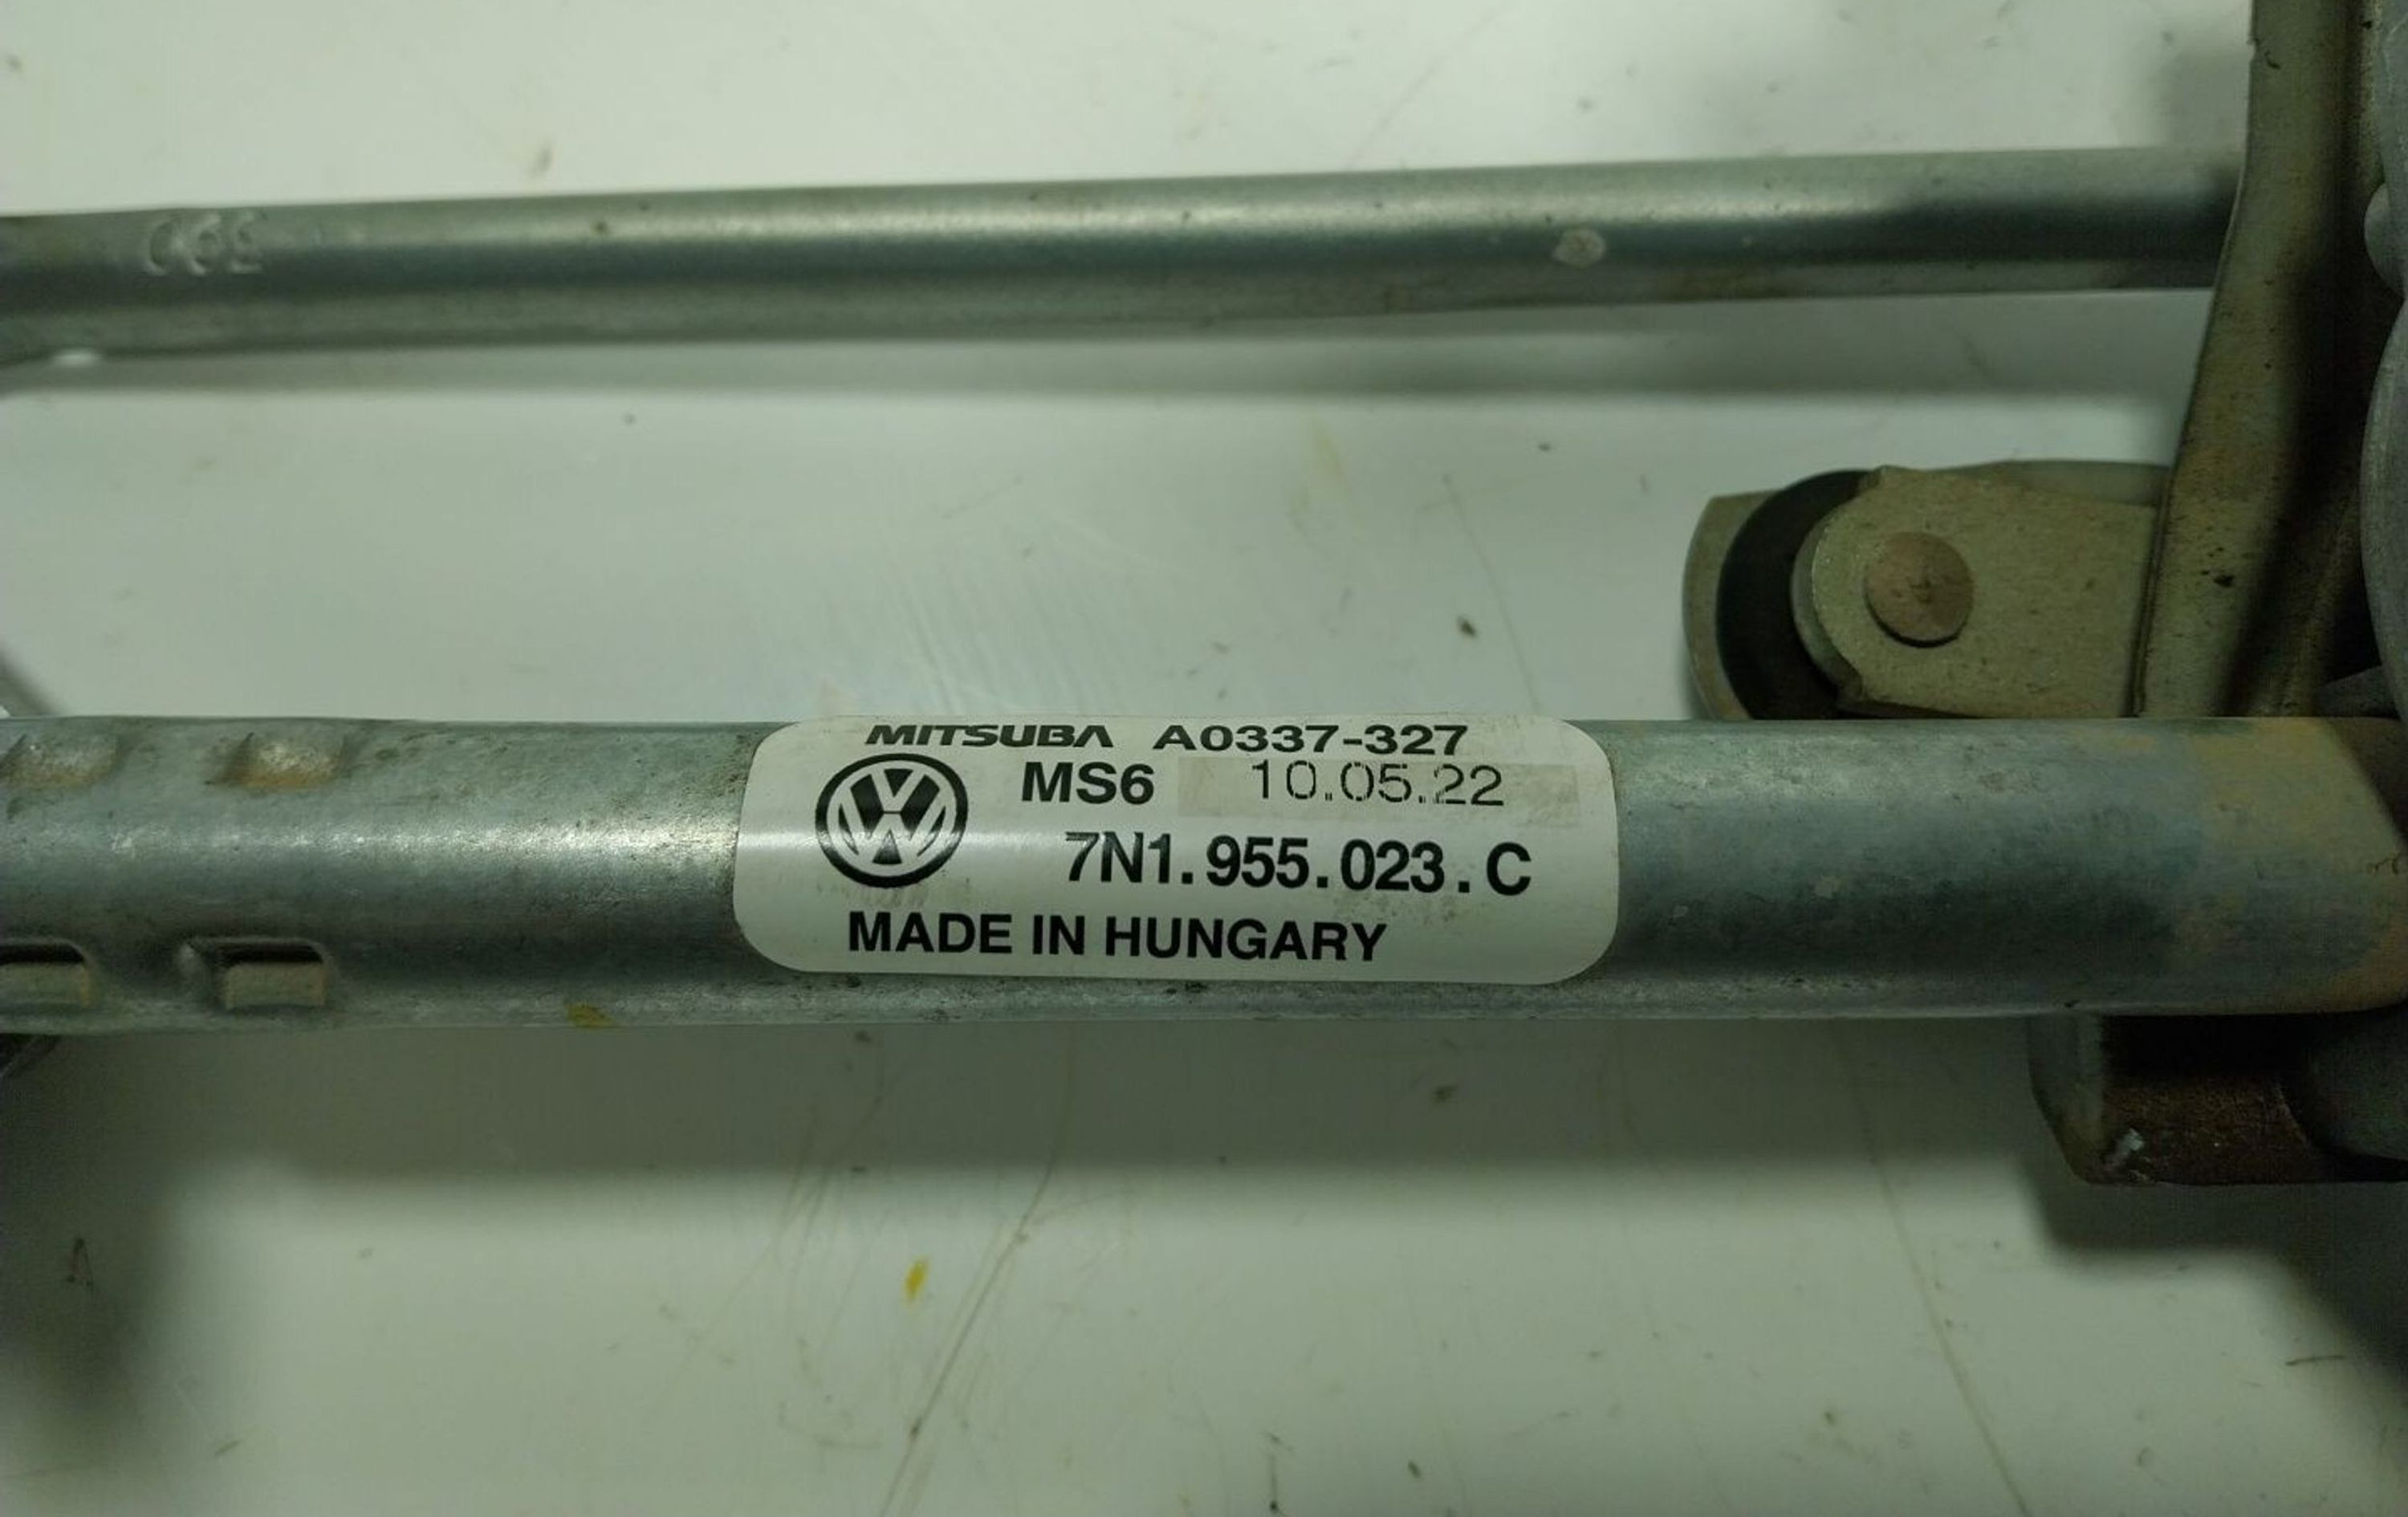 MITSUBA A0337-327
MS6 10.05.22
7N1.955.023.C
MADE IN HUNGARY